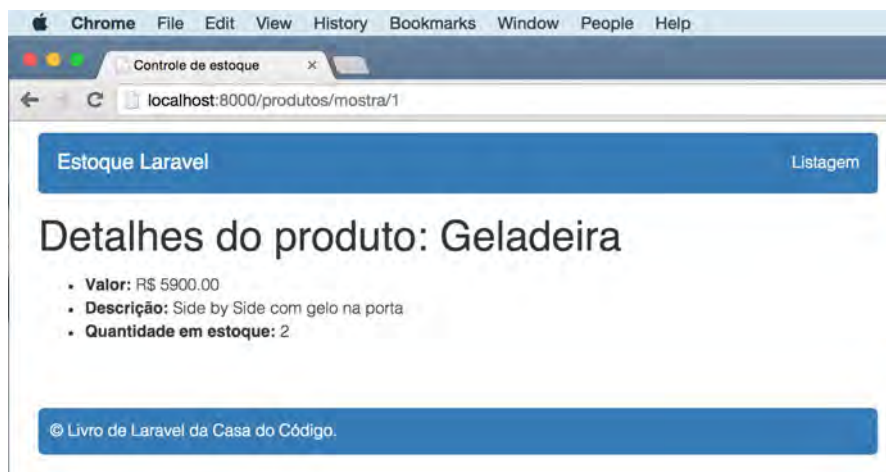 Chrome File Edit View History Bookmarks Window People Help
Controle de estoque ×
localhost:8000/produtos/mostra/1
Estoque Laravel Listagem
Detalhes do produto: Geladeira
• Valor: R$ 5900.00
• Descrição: Side by Side com gelo na porta
• Quantidade em estoque: 2
© Livro de Laravel da Casa do Código.